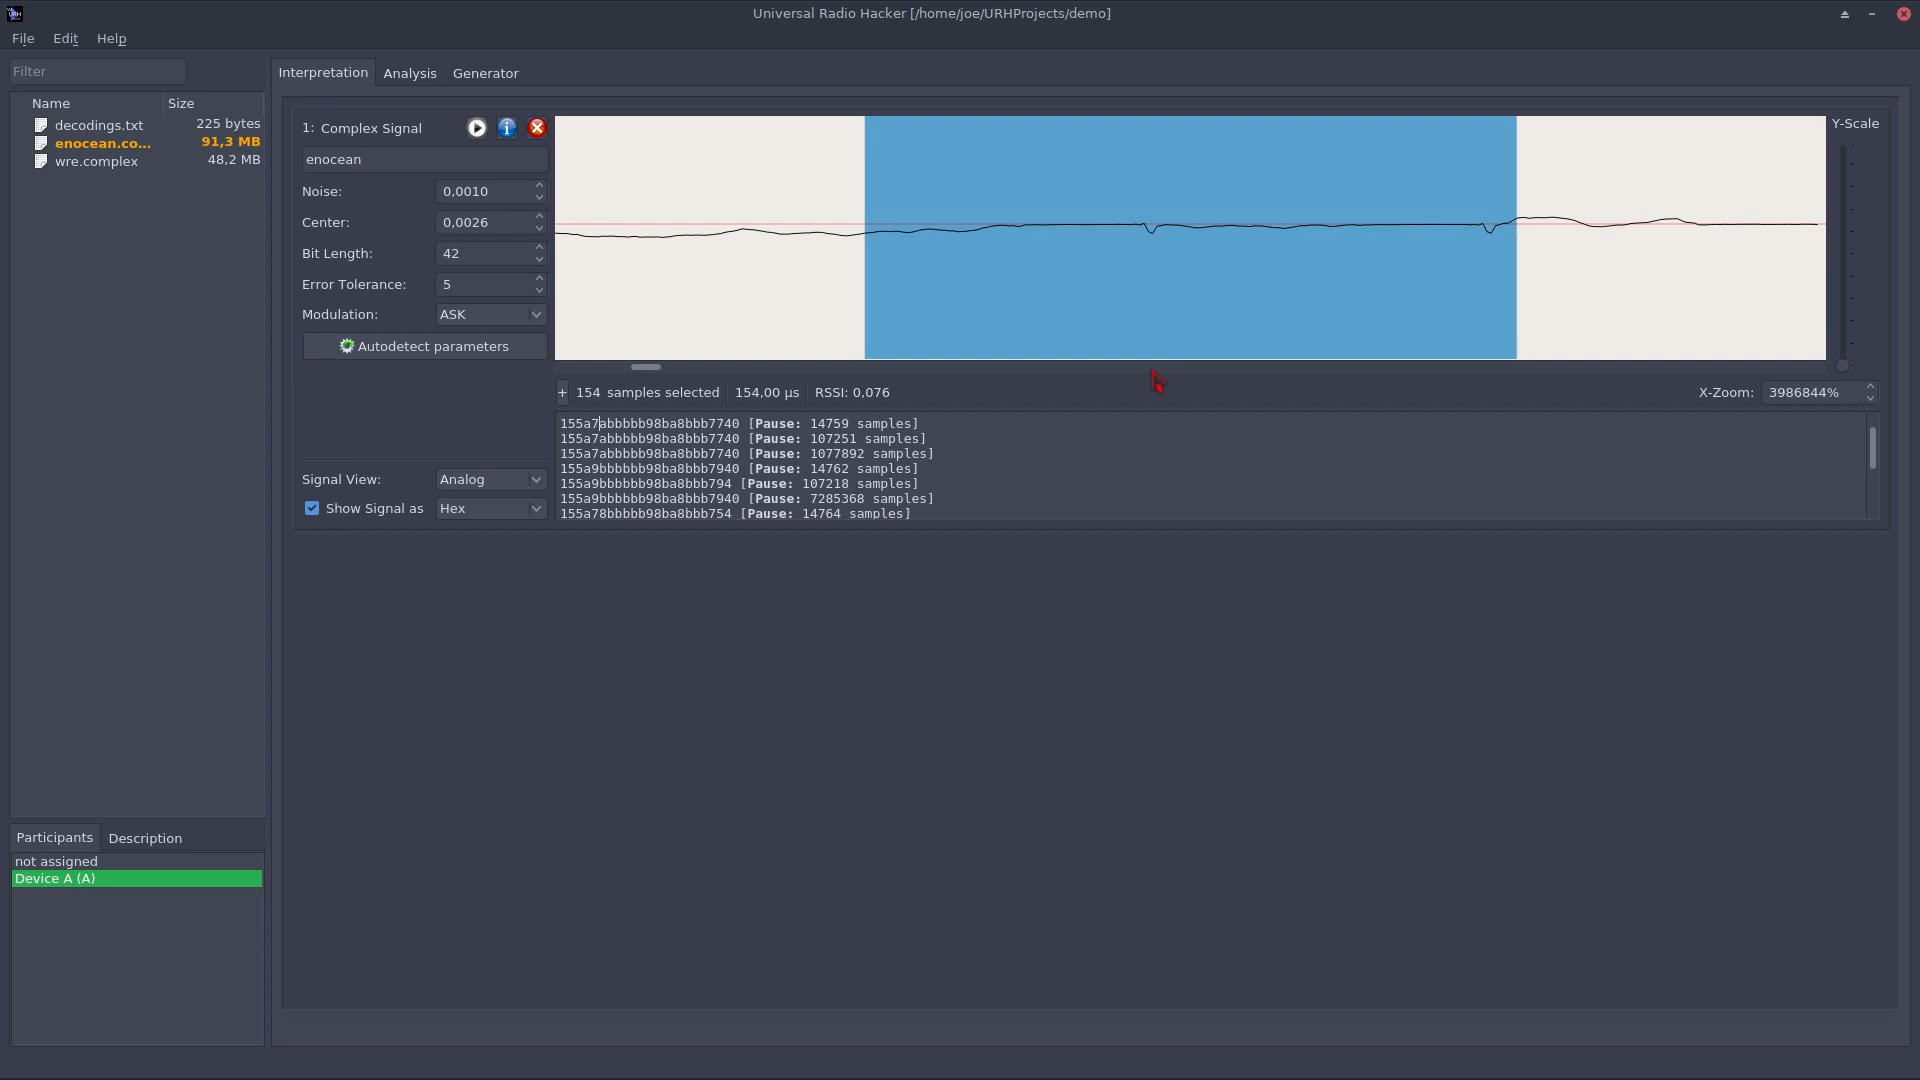 Universal Radio Hacker [/home/joe/URHProjects/demo]
File Edit Help
Filter
Name Size
decodings.txt 225 bytes
enocean.co... 91,3 MB
wre.complex 48,2 MB
Participants Description
not assigned
Device A (A)
Interpretation Analysis Generator
1: Complex Signal
enocean
Noise: 0,0010
Center: 0,0026
Bit Length: 42
Error Tolerance: 5
Modulation: ASK
Autodetect parameters
Signal View: Analog
Show Signal as Hex
Y-Scale
+ 154 samples selected 154,00 µs RSSI: 0,076 X-Zoom: 3986844%
155a7abbbbb98ba8bbb7740 [Pause: 14759 samples]
155a7abbbbb98ba8bbb7740 [Pause: 107251 samples]
155a7abbbbb98ba8bbb7740 [Pause: 1077892 samples]
155a9bbbbbb98ba8bbb7940 [Pause: 14762 samples]
155a9bbbbbb98ba8bbb794 [Pause: 107218 samples]
155a9bbbbbb98ba8bbb7940 [Pause: 7285368 samples]
155a78bbbbb98ba8bbb754 [Pause: 14764 samples]